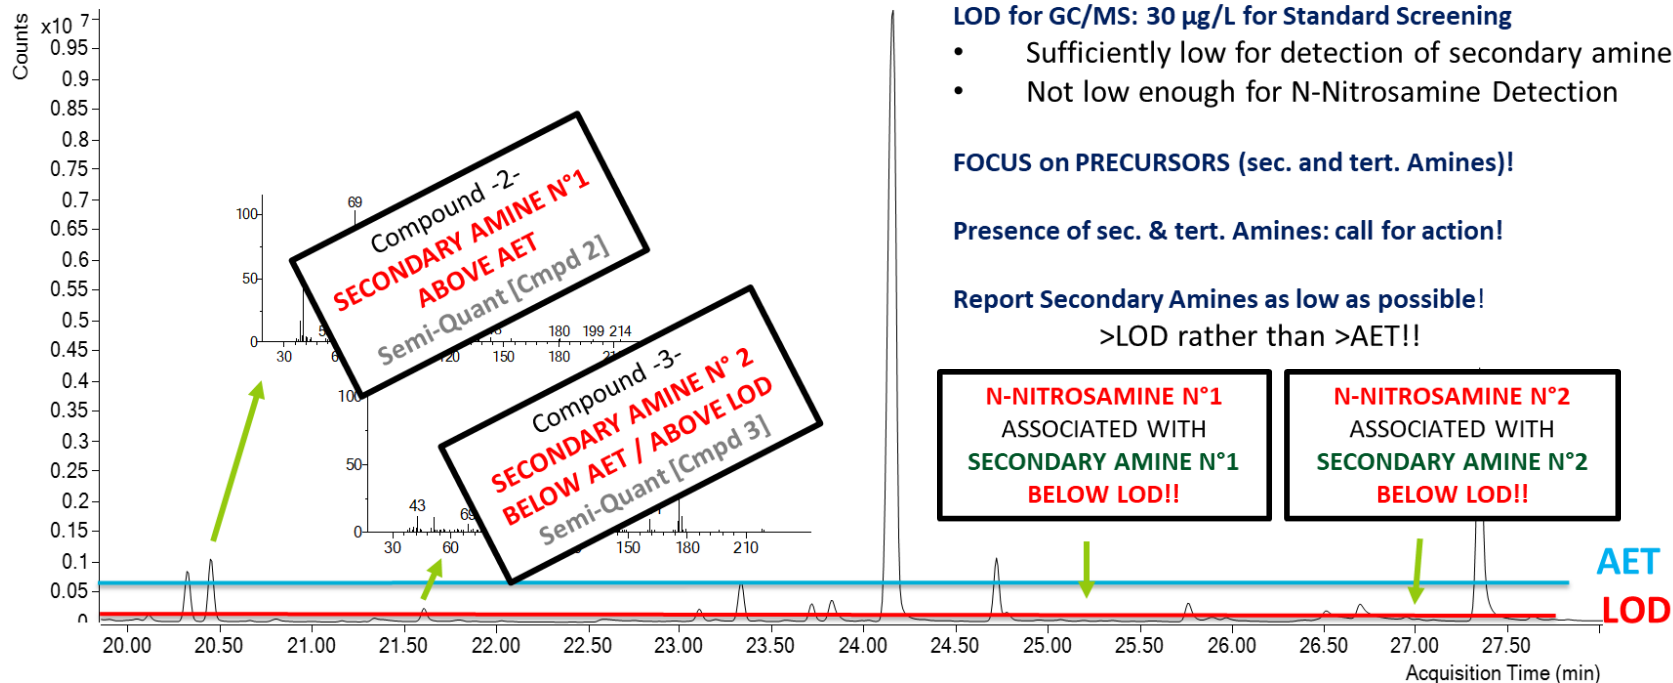 Counts
x10 7
0.95
0.9
0.85
0.8
0.75
0.7
0.65
0.6
0.55
0.5
0.45
0.4
0.35
0.3
0.25
0.2
0.15
0.1
0.05
0
LOD for GC/MS: 30 µg/L for Standard Screening
• Sufficiently low for detection of secondary amine
• Not low enough for N-Nitrosamine Detection
FOCUS on PRECURSORS (sec. and tert. Amines)!
Presence of sec. & tert. Amines: call for action!
Report Secondary Amines as low as possible!
>LOD rather than >AET!!
100
50
0
69
180 199 214
30 120 150 180 210
Compound -2-
SECONDARY AMINE N°1
ABOVE AET
Semi-Quant [Cmpd 2]
100
50
0
43 69
30 60 150 180 210
Compound -3-
SECONDARY AMINE N° 2
BELOW AET / ABOVE LOD
Semi-Quant [Cmpd 3]
N-NITROSAMINE N°1
ASSOCIATED WITH
SECONDARY AMINE N°1
BELOW LOD!!
N-NITROSAMINE N°2
ASSOCIATED WITH
SECONDARY AMINE N°2
BELOW LOD!!
AET
LOD
20.00 20.50 21.00 21.50 22.00 22.50 23.00 23.50 24.00 24.50 25.00 25.50 26.00 26.50 27.00 27.50
Acquisition Time (min)